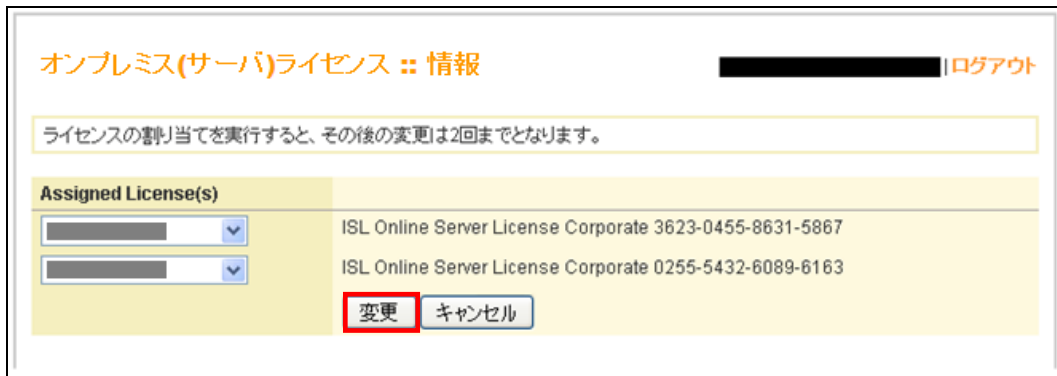 オンプレミス(サーバ)ライセンス :: 情報
|ログアウト
ライセンスの割り当てを実行すると、その後の変更は2回までとなります。
Assigned License(s)
ISL Online Server License Corporate 3623-0455-8631-5867
ISL Online Server License Corporate 0255-5432-6089-6163
変更 キャンセル